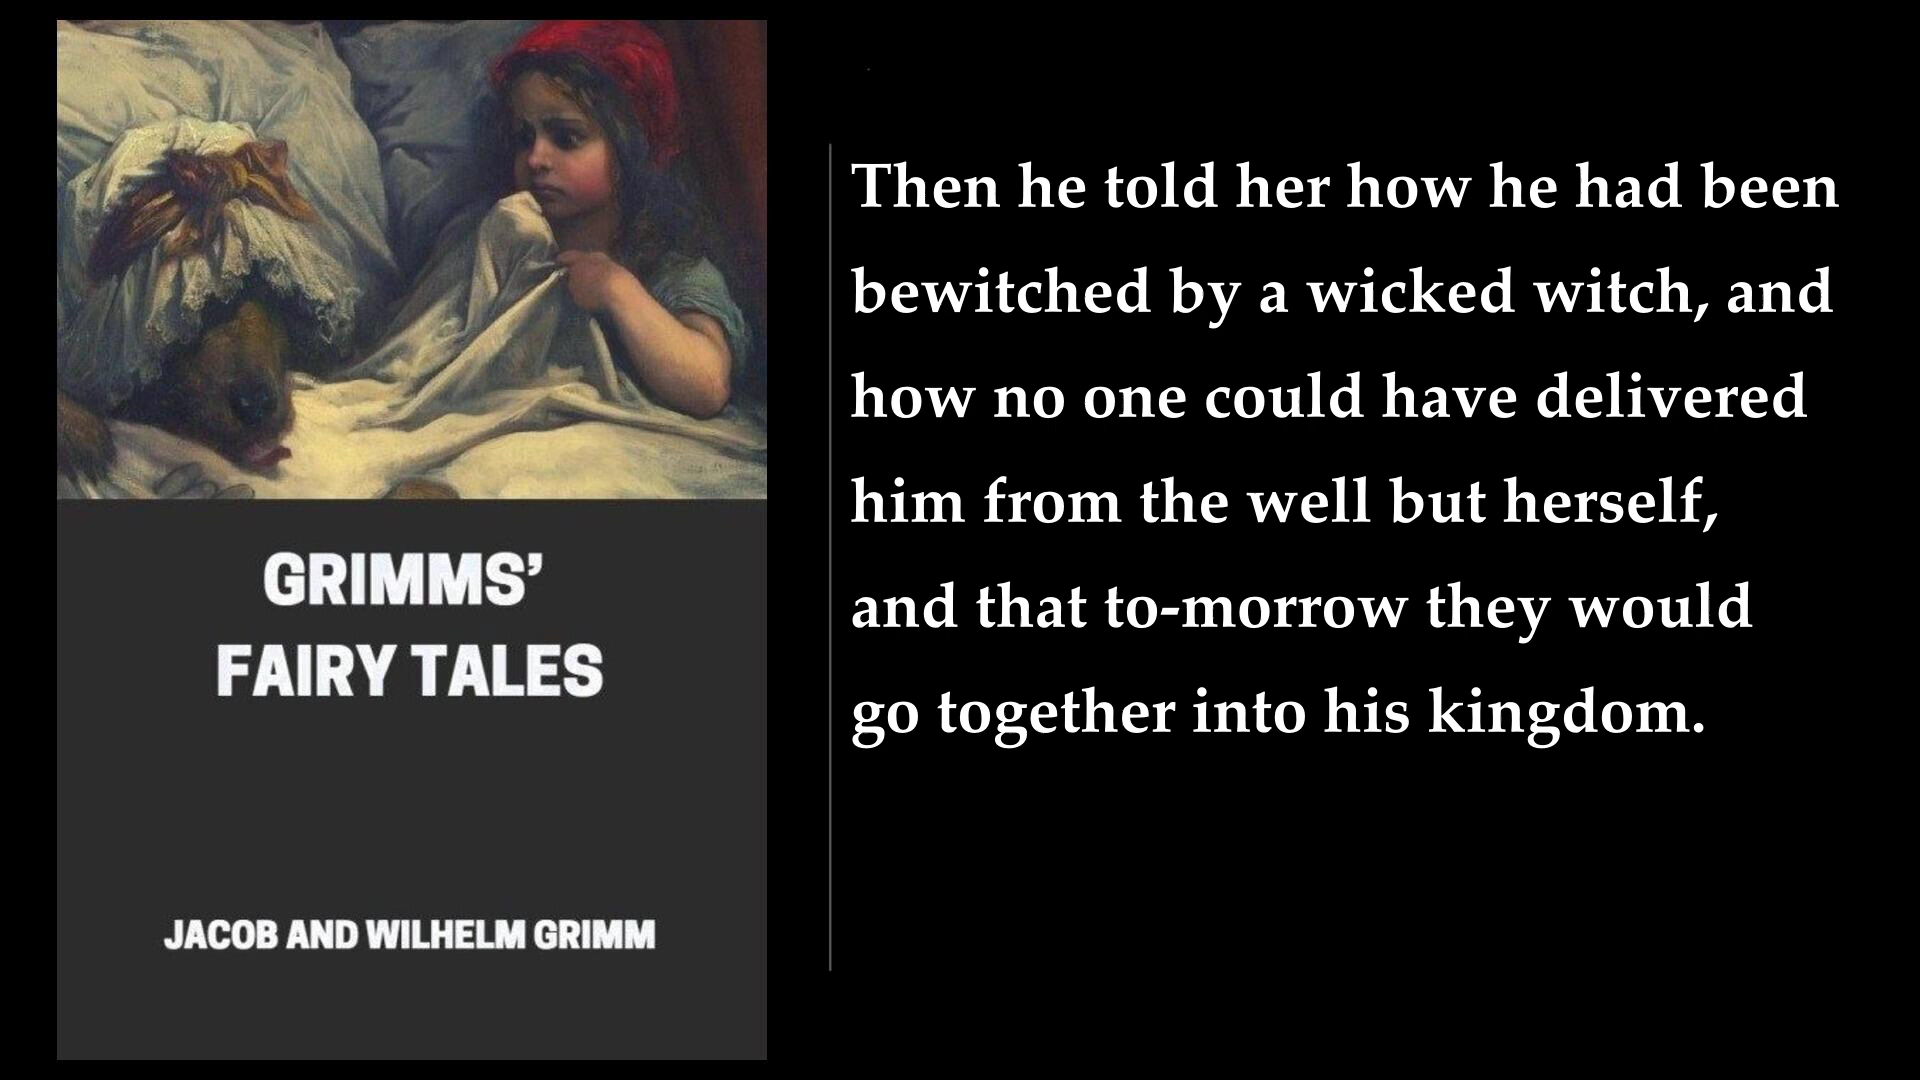 GRIMMS’
FAIRY TALES
JACOB AND WILHELM GRIMM
Then he told her how he had been
bewitched by a wicked witch, and
how no one could have delivered
him from the well but herself,
and that to-morrow they would
go together into his kingdom.